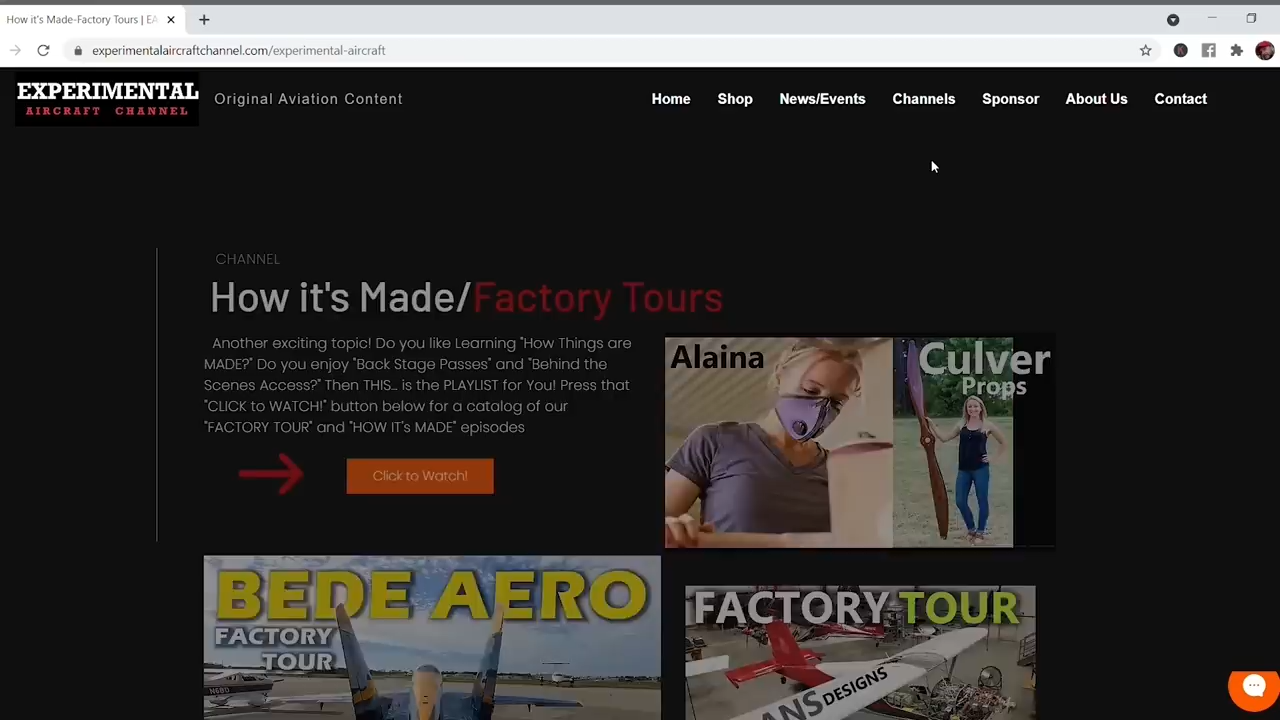 How it's Made-Factory Tours | EA
experimentalaircraftchannel.com/experimental-aircraft
EXPERIMENTAL
AIRCRAFT CHANNEL
Original Aviation Content
Home
Shop
News/Events
Channels
Sponsor
About Us
Contact
CHANNEL
How it's Made/Factory Tours
Another exciting topic! Do you like Learning "How Things are
MADE?" Do you enjoy "Back Stage Passes" and "Behind the
Scenes Access?" Then THIS... is the PLAYLIST for You! Press that
"CLICK to WATCH!" button below for a catalog of our
"FACTORY TOUR" and "HOW IT's MADE" episodes
Click to Watch!
Alaina
Culver
Props
BEDE AERO
FACTORY
TOUR
N6BD
FACTORY TOUR
ANS DESIGNS